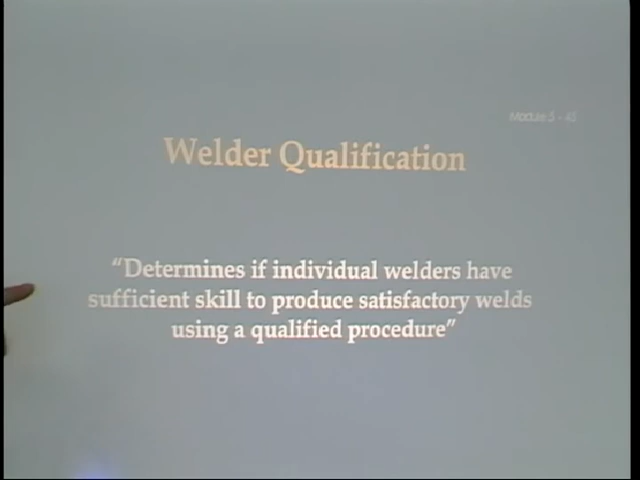 Module 5 - 45
Welder Qualification
“Determines if individual welders have
sufficient skill to produce satisfactory welds
using a qualified procedure”